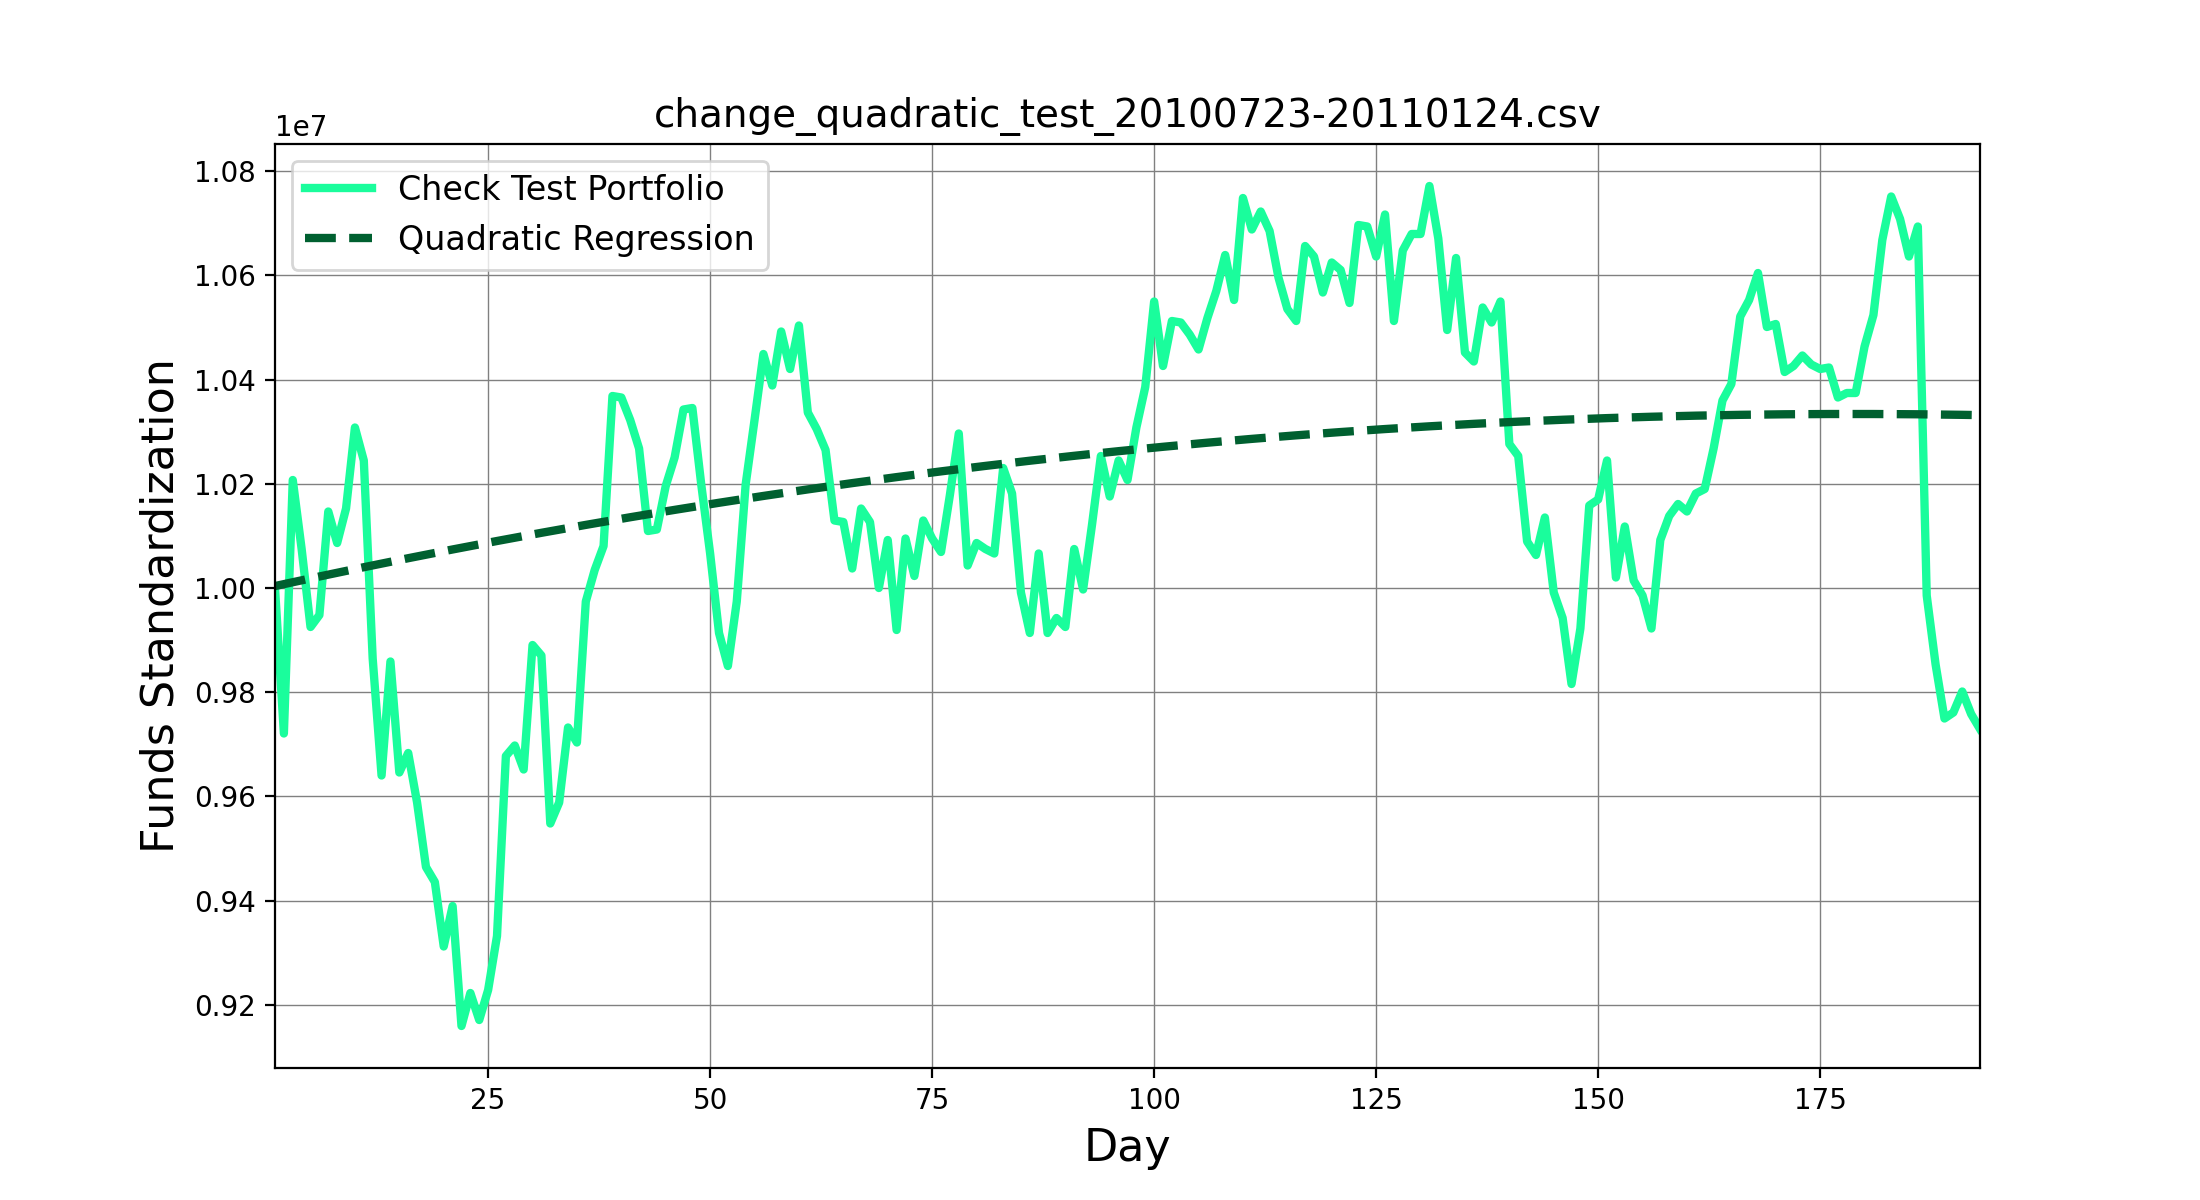 change_quadratic_test_20100723-20110124.csv
1e7
Check Test Portfolio
Quadratic Regression
1.08
1.06
1.04
1.02
1.00
0.98
0.96
0.94
0.92
Funds Standardization
25 50 75 100 125 150 175
Day